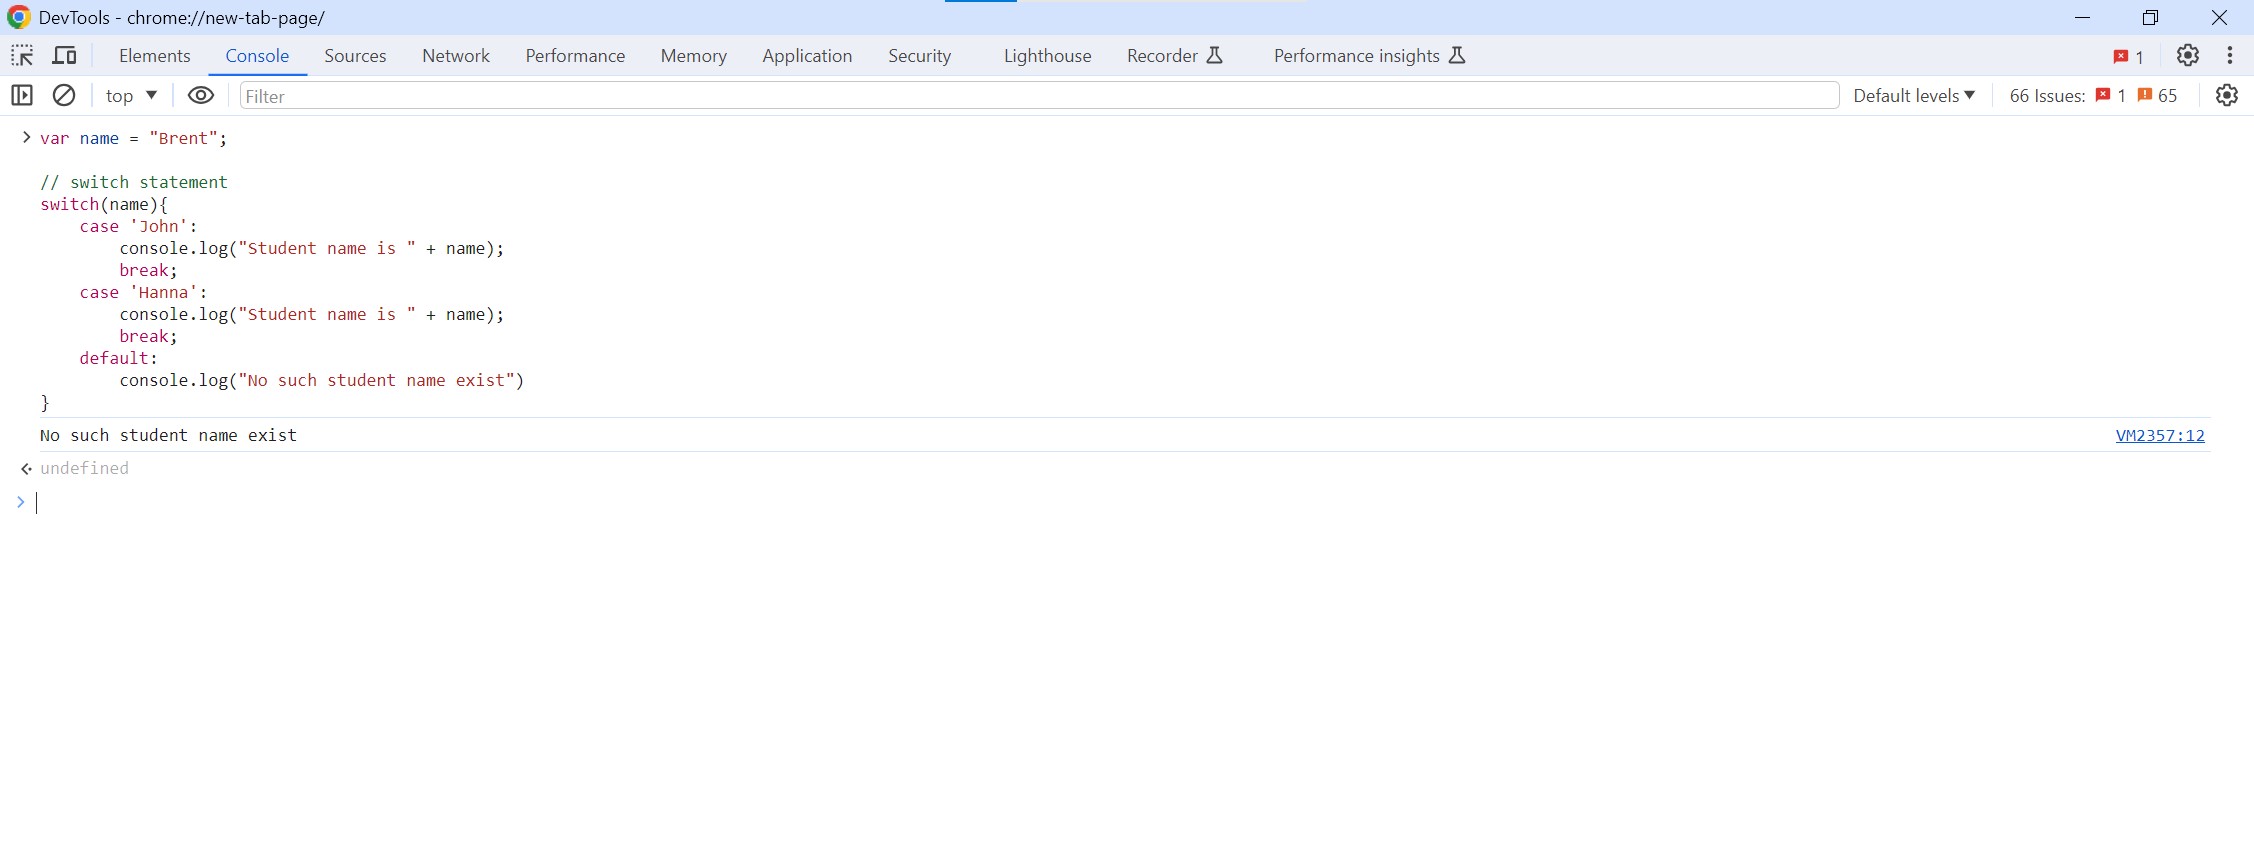 DevTools - chrome://new-tab-page/
Elements Console Sources Network Performance Memory Application Security Lighthouse Recorder Performance insights 1
top Filter Default levels 66 Issues: 1 65
var name = "Brent";
// switch statement
switch(name){
    case 'John':
        console.log("Student name is " + name);
        break;
    case 'Hanna':
        console.log("Student name is " + name);
        break;
    default:
        console.log("No such student name exist")
}
No such student name exist VM2357:12
undefined